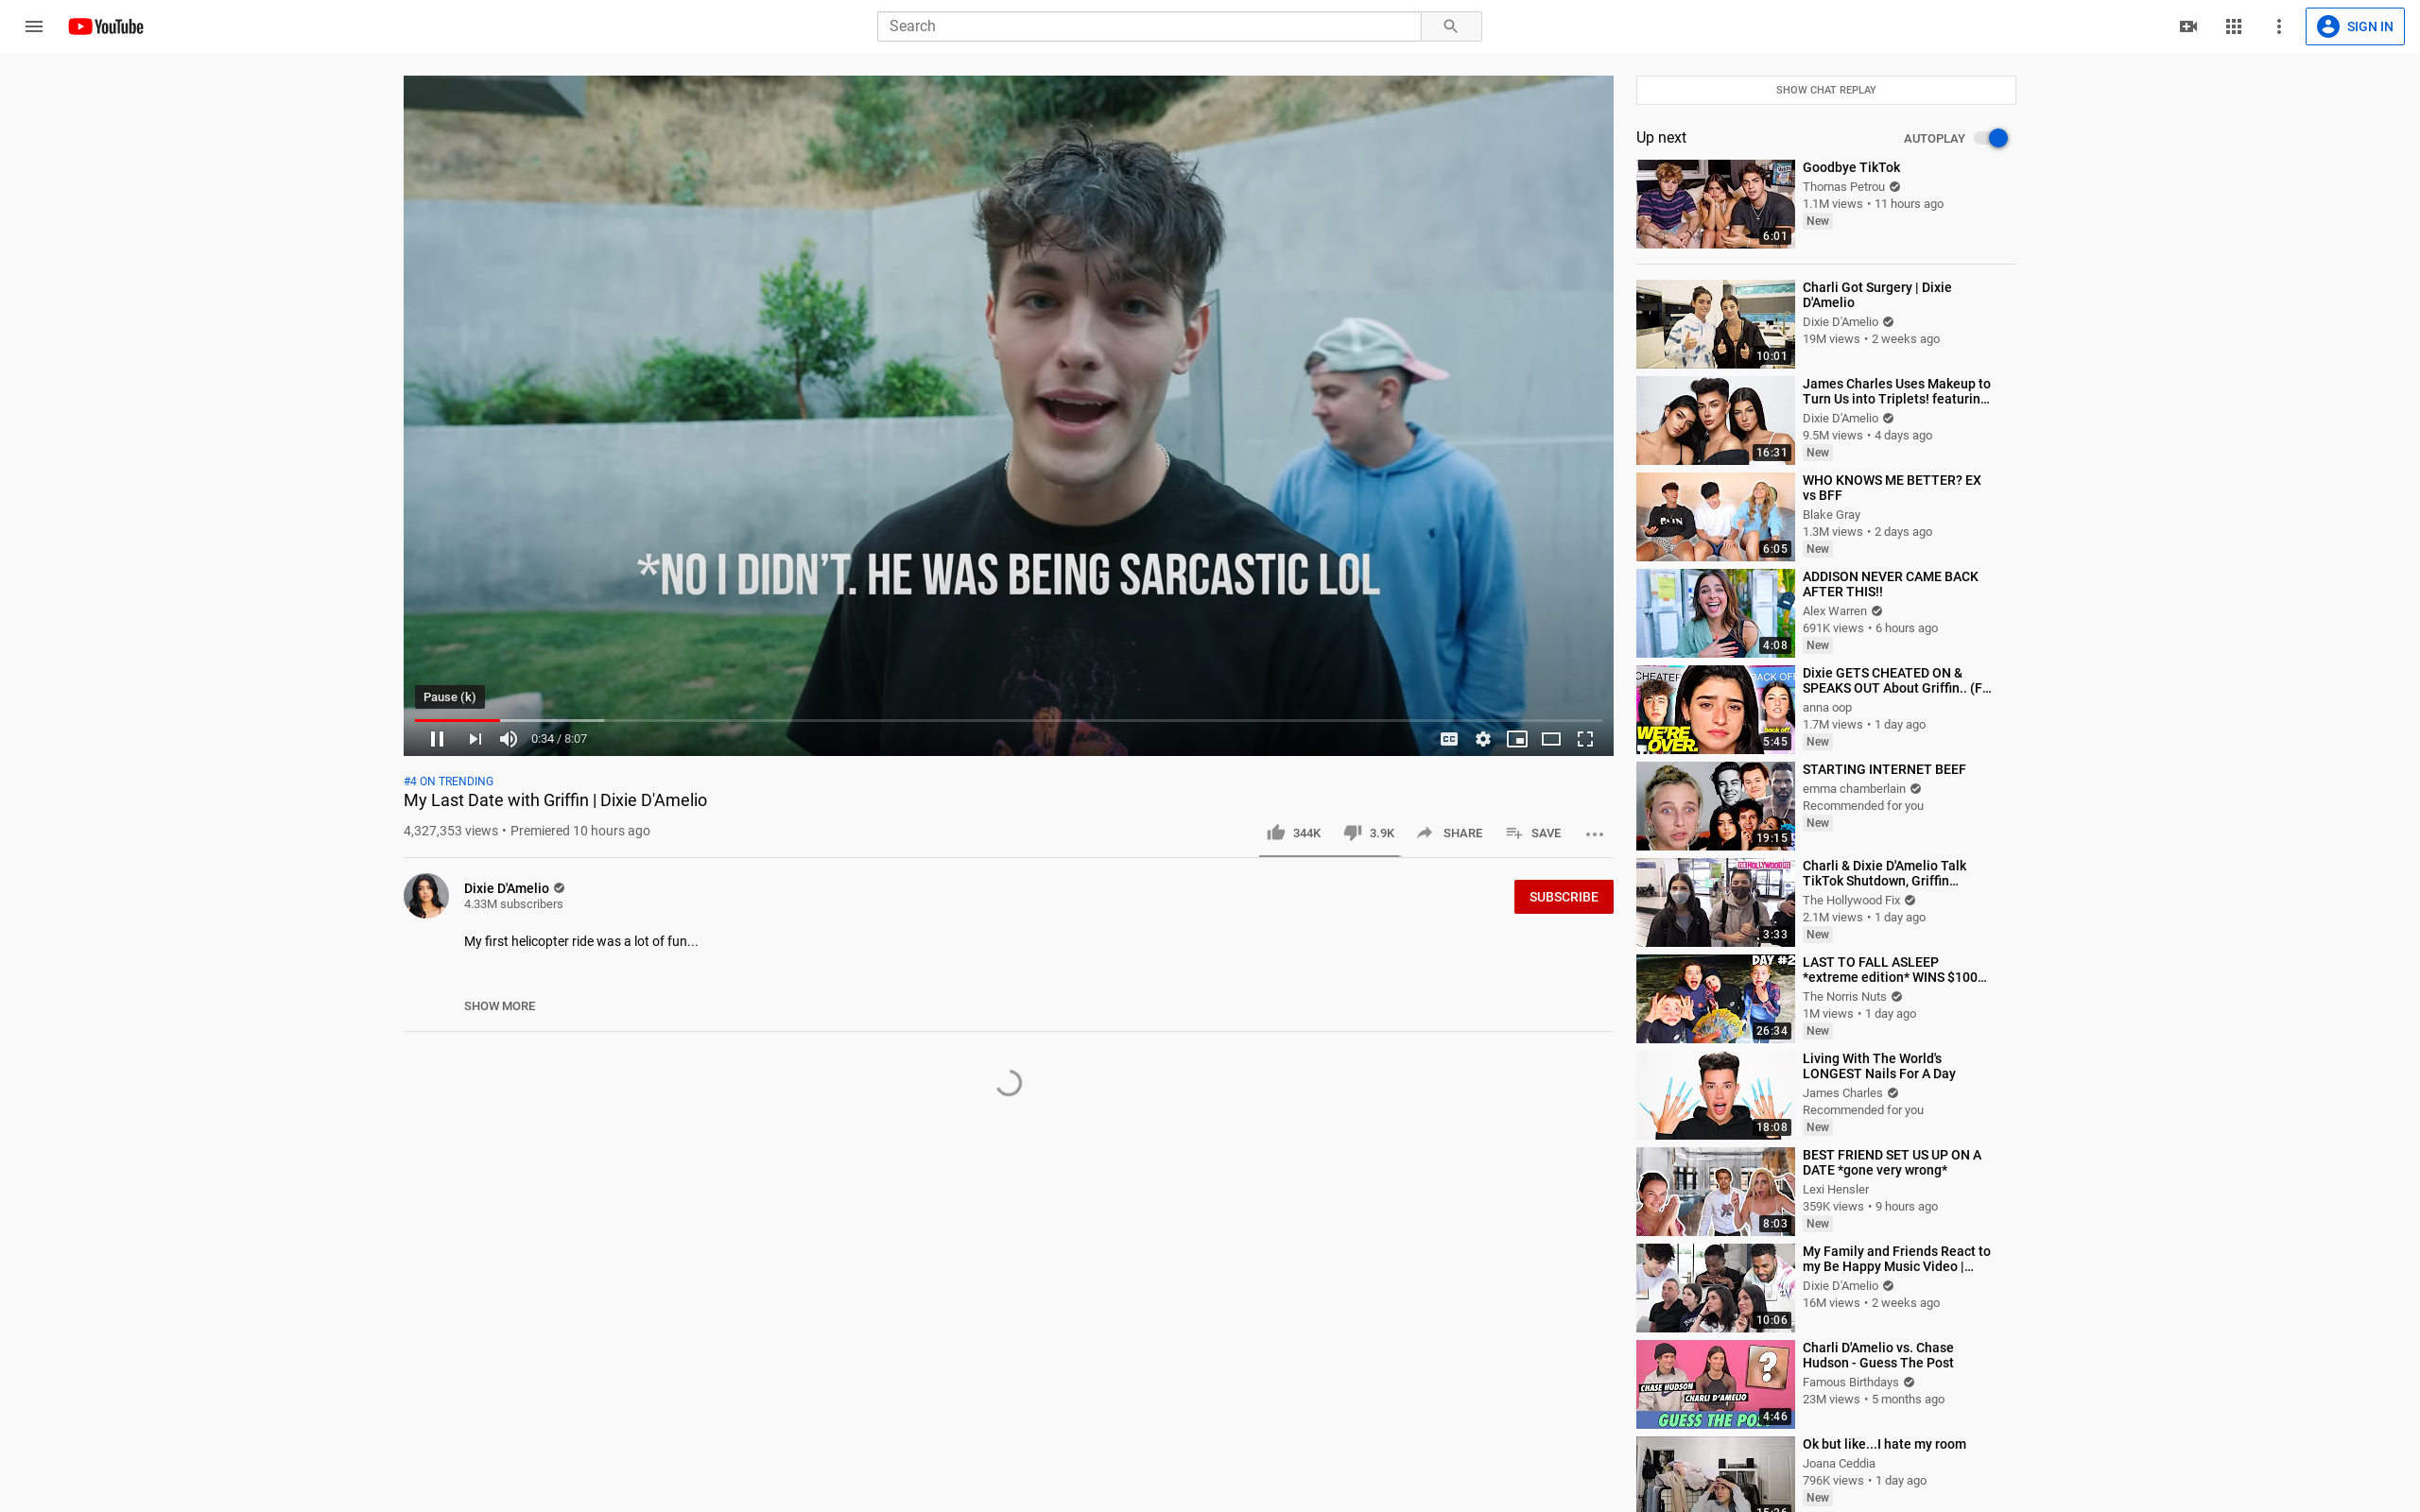 YouTube
Search
SIGN IN
*NO I DIDN'T. HE WAS BEING SARCASTIC LOL
Pause (k)
0:34 / 8:07
CC
#4 ON TRENDING
My Last Date with Griffin | Dixie D'Amelio
4,327,353 views • Premiered 10 hours ago
344K
3.9K
SHARE
SAVE
Dixie D'Amelio
4.33M subscribers
SUBSCRIBE
My first helicopter ride was a lot of fun...
SHOW MORE
SHOW CHAT REPLAY
Up next
AUTOPLAY
6:01
Goodbye TikTok
Thomas Petrou
1.1M views • 11 hours ago
New
10:01
Charli Got Surgery | Dixie
D'Amelio
Dixie D'Amelio
19M views • 2 weeks ago
16:31
James Charles Uses Makeup to
Turn Us into Triplets! featurin…
Dixie D'Amelio
9.5M views • 4 days ago
New
PAIN
6:05
WHO KNOWS ME BETTER? EX
vs BFF
Blake Gray
1.3M views • 2 days ago
New
4:08
ADDISON NEVER CAME BACK
AFTER THIS!!
Alex Warren
691K views • 6 hours ago
New
CHEATER
BACK OFF
back off
WE'RE
OVER.
5:45
Dixie GETS CHEATED ON &
SPEAKS OUT About Griffin.. (F…
anna oop
1.7M views • 1 day ago
New
19:15
STARTING INTERNET BEEF
emma chamberlain
Recommended for you
New
HOLLYWOOD
3:33
Charli & Dixie D'Amelio Talk
TikTok Shutdown, Griffin…
The Hollywood Fix
2.1M views • 1 day ago
New
DAY #2
26:34
LAST TO FALL ASLEEP
*extreme edition* WINS $100…
The Norris Nuts
1M views • 1 day ago
New
18:08
Living With The World's
LONGEST Nails For A Day
James Charles
Recommended for you
New
8:03
BEST FRIEND SET US UP ON A
DATE *gone very wrong*
Lexi Hensler
359K views • 9 hours ago
New
10:06
My Family and Friends React to
my Be Happy Music Video |…
Dixie D'Amelio
16M views • 2 weeks ago
?
CHASE HUDSON
CHARLI D'AMELIO
GUESS THE POST
4:46
Charli D'Amelio vs. Chase
Hudson - Guess The Post
Famous Birthdays
23M views • 5 months ago
Ok but like...I hate my room
Joana Ceddia
796K views • 1 day ago
New